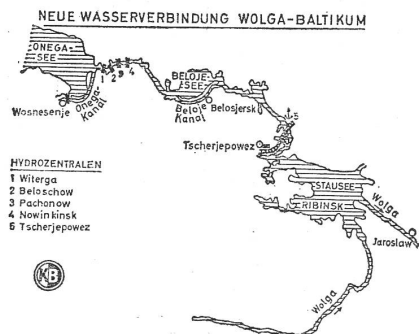 NEUE WASSERVERBINDUNG WOLGA-BALTIKUM
ONEGA-
SEE
1 2 3 4
Wosnesenje
Onega-
Kanal
BELOJE-
SEE
Beloje
Kanal
Belosjersk
5
Tscherjepowez
STAUSEE
RIBINSK
Wolga
Jaroslaw
Wolga
HYDROZENTRALEN
1 Witerga
2 Beloschow
3 Pachonow
4 Nowinkinsk
5 Tscherjepowez
KB